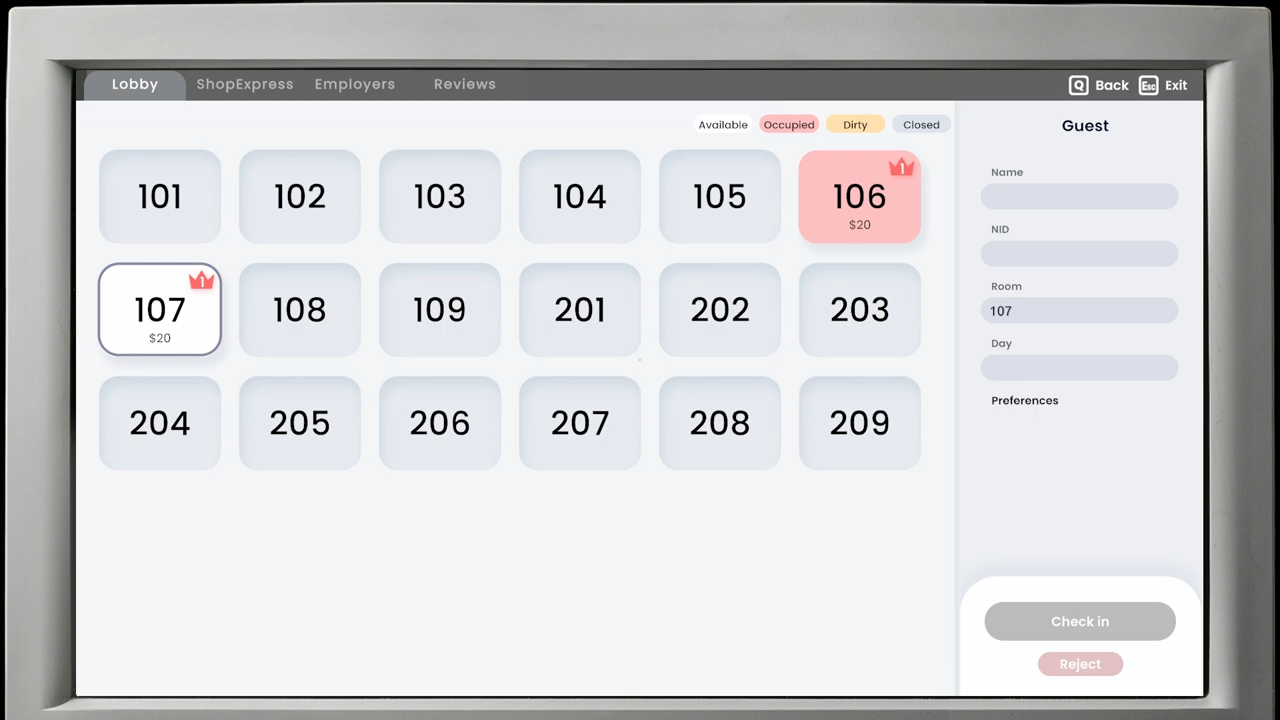 Lobby ShopExpress Employers Reviews Q Back Esc Exit
Available Occupied Dirty Closed
101 102 103 104 105 1 106
$20
1 107 108 109 201 202 203
$20
204 205 206 207 208 209
Guest
Name
NID
Room
107
Day
Preferences
Check in
Reject